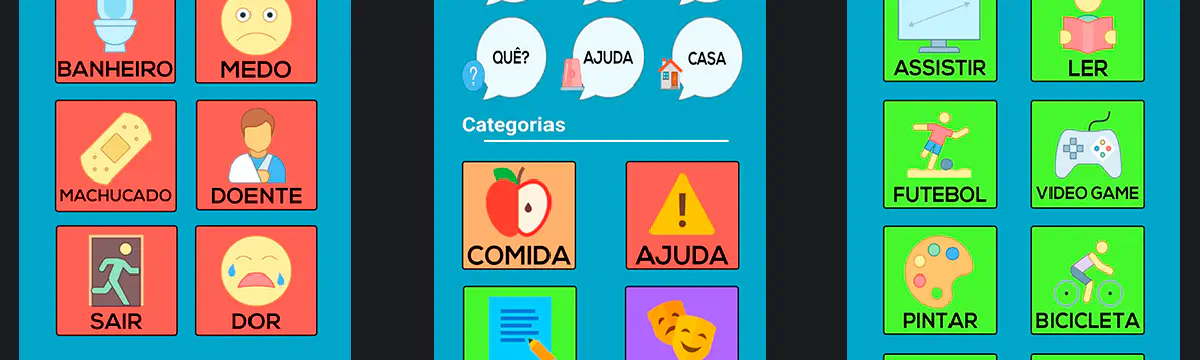 BANHEIRO
MEDO
MACHUCADO
DOENTE
SAIR
DOR
QUÊ?
AJUDA
CASA
Categorias
COMIDA
AJUDA
ASSISTIR
LER
FUTEBOL
VIDEO GAME
PINTAR
BICICLETA